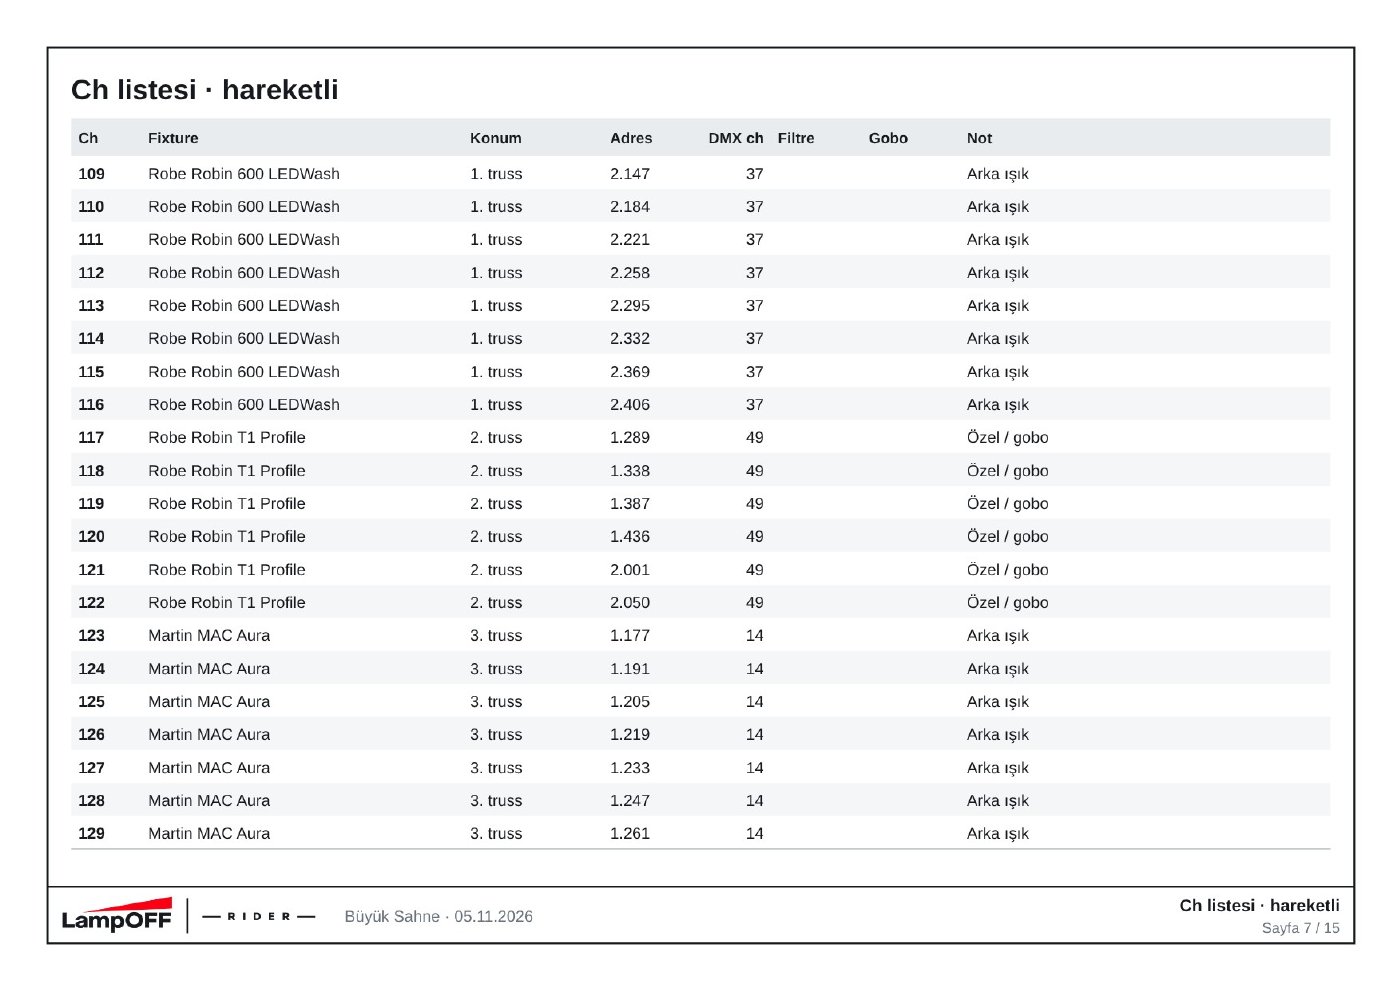 Ch listesi · hareketli
Ch Fixture Konum Adres DMX ch Filtre Gobo Not
109 Robe Robin 600 LEDWash 1. truss 2.147 37 Arka ışık
110 Robe Robin 600 LEDWash 1. truss 2.184 37 Arka ışık
111 Robe Robin 600 LEDWash 1. truss 2.221 37 Arka ışık
112 Robe Robin 600 LEDWash 1. truss 2.258 37 Arka ışık
113 Robe Robin 600 LEDWash 1. truss 2.295 37 Arka ışık
114 Robe Robin 600 LEDWash 1. truss 2.332 37 Arka ışık
115 Robe Robin 600 LEDWash 1. truss 2.369 37 Arka ışık
116 Robe Robin 600 LEDWash 1. truss 2.406 37 Arka ışık
117 Robe Robin T1 Profile 2. truss 1.289 49 Özel / gobo
118 Robe Robin T1 Profile 2. truss 1.338 49 Özel / gobo
119 Robe Robin T1 Profile 2. truss 1.387 49 Özel / gobo
120 Robe Robin T1 Profile 2. truss 1.436 49 Özel / gobo
121 Robe Robin T1 Profile 2. truss 2.001 49 Özel / gobo
122 Robe Robin T1 Profile 2. truss 2.050 49 Özel / gobo
123 Martin MAC Aura 3. truss 1.177 14 Arka ışık
124 Martin MAC Aura 3. truss 1.191 14 Arka ışık
125 Martin MAC Aura 3. truss 1.205 14 Arka ışık
126 Martin MAC Aura 3. truss 1.219 14 Arka ışık
127 Martin MAC Aura 3. truss 1.233 14 Arka ışık
128 Martin MAC Aura 3. truss 1.247 14 Arka ışık
129 Martin MAC Aura 3. truss 1.261 14 Arka ışık
LampOFF RIDER Büyük Sahne · 05.11.2026
Ch listesi · hareketli
Sayfa 7 / 15